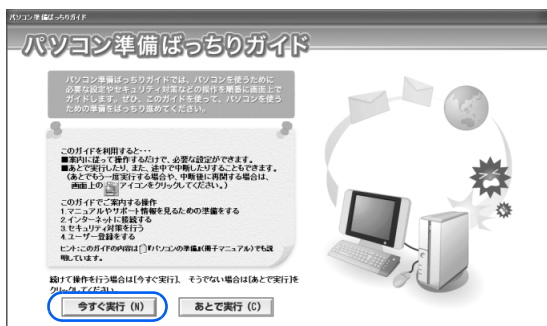 パソコン準備ばっちりガイド
パソコン準備ばっちりガイド
パソコン準備ばっちりガイドでは、パソコンを使うために
必要な設定やセキュリティ対策などの操作を順番に画面上で
ガイドします。ぜひ、このガイドを使って、パソコンを使う
ための準備をばっちり進めてください。
このガイドを利用すると・・・
■案内に従って操作するだけで、必要な設定ができます。
■あとで実行したり、また、途中で中断したりすることもできます。
(あとでもう一度実行する場合や、中断後に再開する場合は、
画面上の アイコンをクリックしてください。)
このガイドでご案内する操作
1.マニュアルやサポート情報を見るための準備をする
2.インターネットに接続する
3.セキュリティ対策を行う
4.ユーザー登録をする
ヒント:このガイドの内容は『パソコンの準備』(冊子マニュアル)でも説
明しています。
続けて操作を行う場合は[今すぐ実行]、そうでない場合は[あとで実行]を
クリックしてください。
今すぐ実行 (N)
あとで実行 (C)